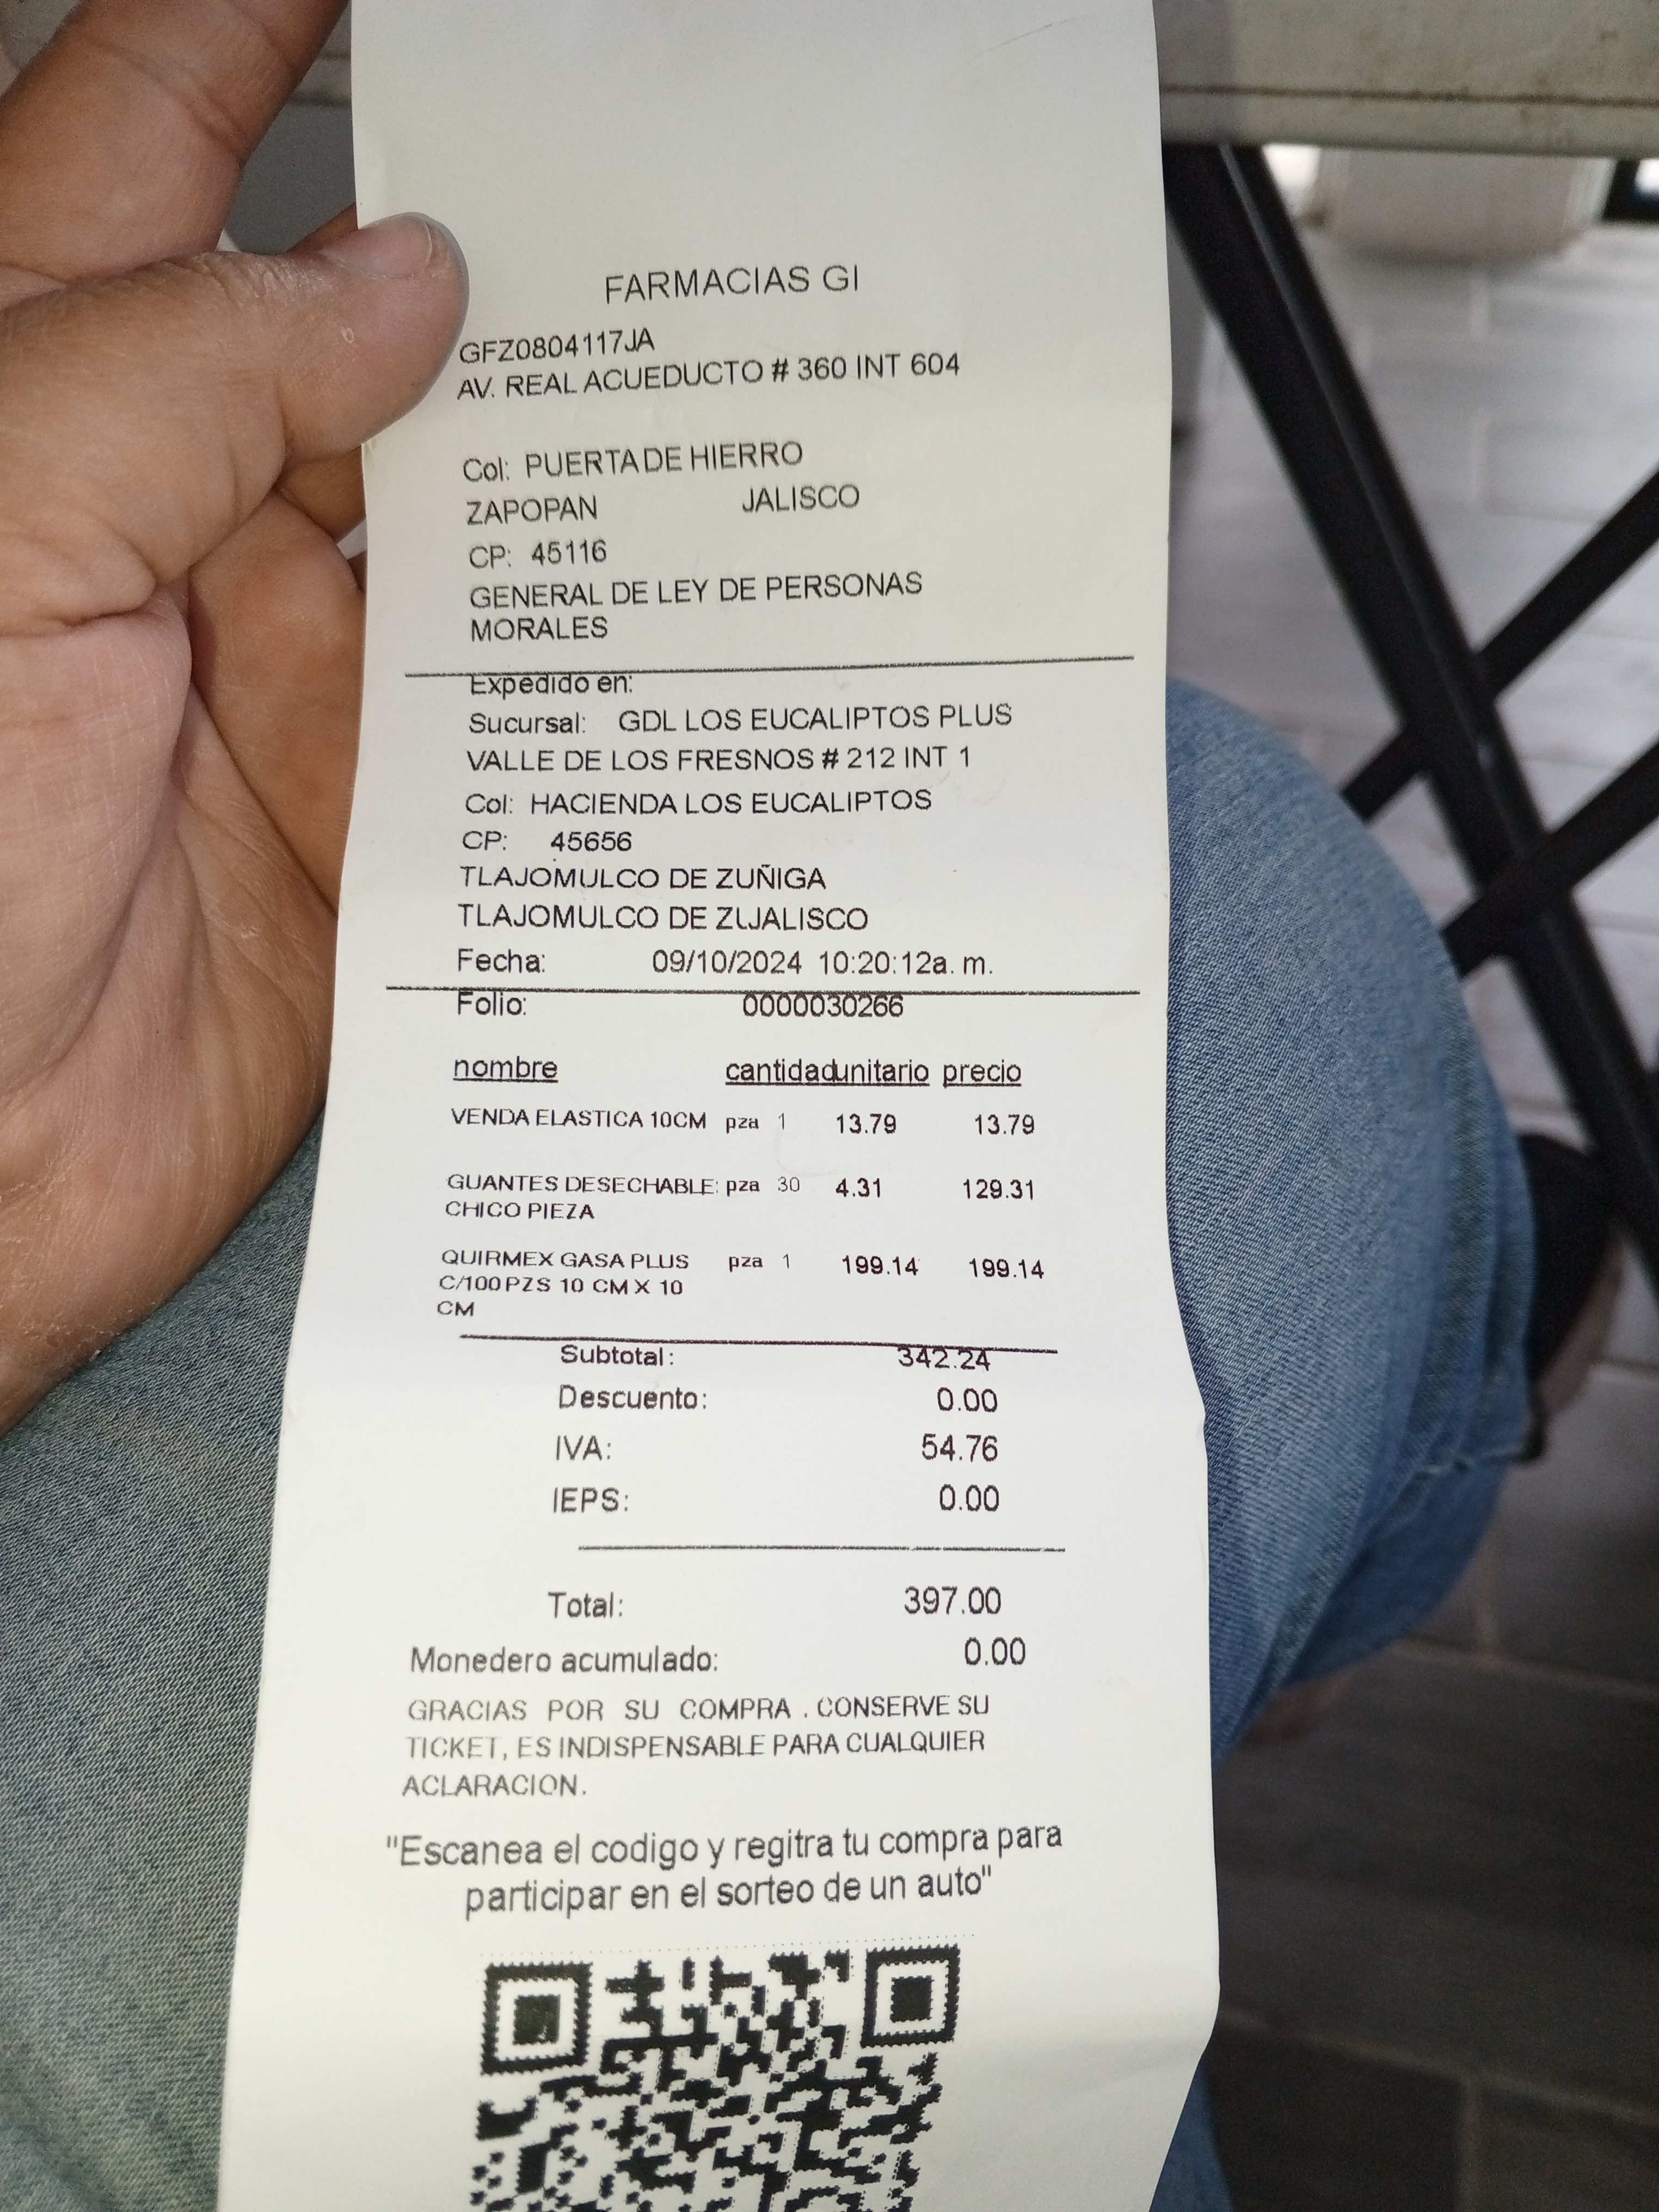 FARMACIAS GI
GFZ0804117JA
AV. REAL ACUEDUCTO # 360 INT 604
Col: PUERTA DE HIERRO
ZAPOPAN JALISCO
CP: 45116
GENERAL DE LEY DE PERSONAS
MORALES
Expedido en:
Sucursal: GDL LOS EUCALIPTOS PLUS
VALLE DE LOS FRESNOS # 212 INT 1
Col: HACIENDA LOS EUCALIPTOS
CP: 45656
TLAJOMULCO DE ZUÑIGA
TLAJOMULCO DE ZUJALISCO
Fecha: 09/10/2024 10:20:12a. m.
Folio: 0000030266
nombre cantidad unitario precio
VENDA ELASTICA 10CM pza 1 13.79 13.79
GUANTES DESECHABLE: pza 30 4.31 129.31
CHICO PIEZA
QUIRMEX GASA PLUS pza 1 199.14 199.14
C/100 PZS 10 CM X 10
CM
Subtotal: 342.24
Descuento: 0.00
IVA: 54.76
IEPS: 0.00
Total: 397.00
Monedero acumulado: 0.00
GRACIAS POR SU COMPRA . CONSERVE SU
TICKET, ES INDISPENSABLE PARA CUALQUIER
ACLARACION.
"Escanea el codigo y regitra tu compra para
participar en el sorteo de un auto"